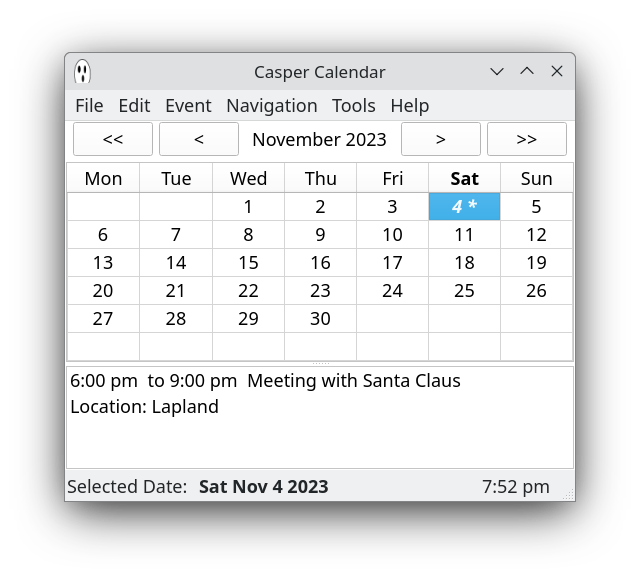 Casper Calendar
File Edit Event Navigation Tools Help
<< < November 2023 > >>
Mon Tue Wed Thu Fri Sat Sun
1 2 3 4 * 5
6 7 8 9 10 11 12
13 14 15 16 17 18 19
20 21 22 23 24 25 26
27 28 29 30
6:00 pm  to 9:00 pm  Meeting with Santa Claus
Location: Lapland
Selected Date: Sat Nov 4 2023 7:52 pm